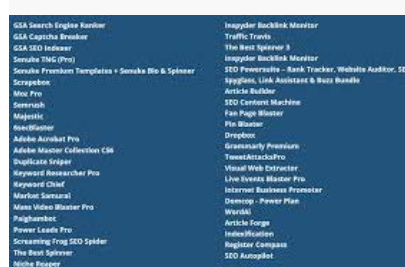 GSA Search Engine Ranker
GSA Captcha Breaker
GSA SEO Indexer
Senuke TNG (Pro)
Senuke Premium Templates + Senuke Bio & Spinner
Scrapebox
Moz Pro
Semrush
Majestic
6secBlaster
Adobe Acrobat Pro
Adobe Master Collection CS6
Duplicate Sniper
Keyword Researcher Pro
Keyword Chief
Market Samurai
Mass Video Blaster Pro
Paighambot
Power Leads Pro
Screaming Frog SEO Spider
The Best Spinner
Niche Reaper
Inspyder Backlink Monitor
Traffic Travis
The Best Spinner 3
Inspyder Backlink Monitor
SEO Powersuite – Rank Tracker, Website Auditor, SE
Spyglass, Link Assistant & Buzz Bundle
Article Builder
SEO Content Machine
Fan Page Blaster
Pin Blaster
Dropbox
Grammarly Premium
TweetAttacksPro
Visual Web Extractor
Live Events Blaster Pro
Internet Business Promoter
Domcop - Power Plan
WordAi
Article Forge
Indexification
Register Compass
SEO Autopilot